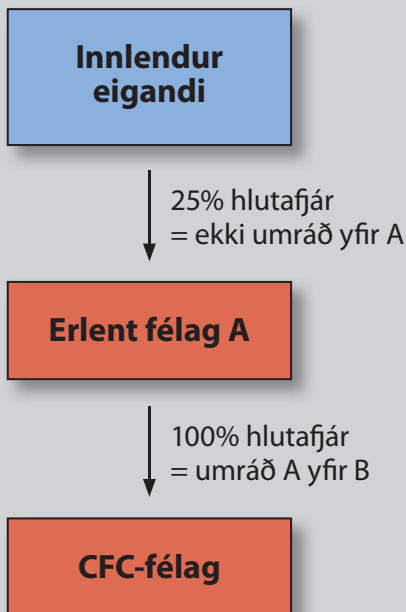 Innlendur
eigandi
25% hlutafjár
= ekki umráð yfir A
Erlent félag A
100% hlutafjár
= umráð A yfir B
CFC-félag